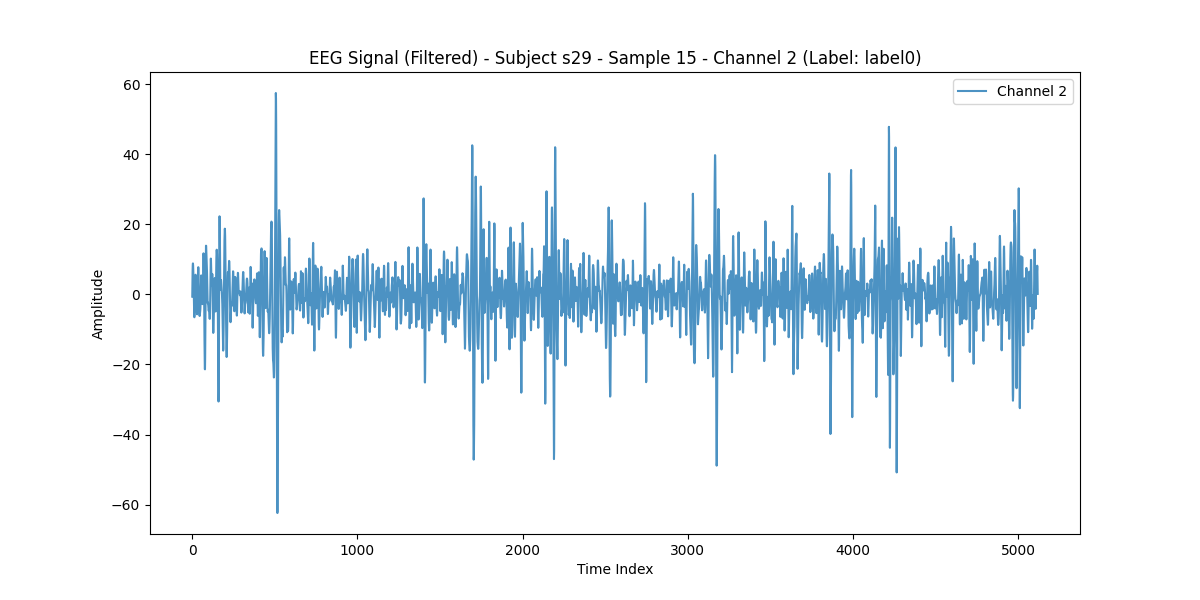 EEG Signal (Filtered) - Subject s29 - Sample 15 - Channel 2 (Label: label0)
Channel 2
60
40
20
0
−20
−40
−60
Amplitude
0 1000 2000 3000 4000 5000
Time Index